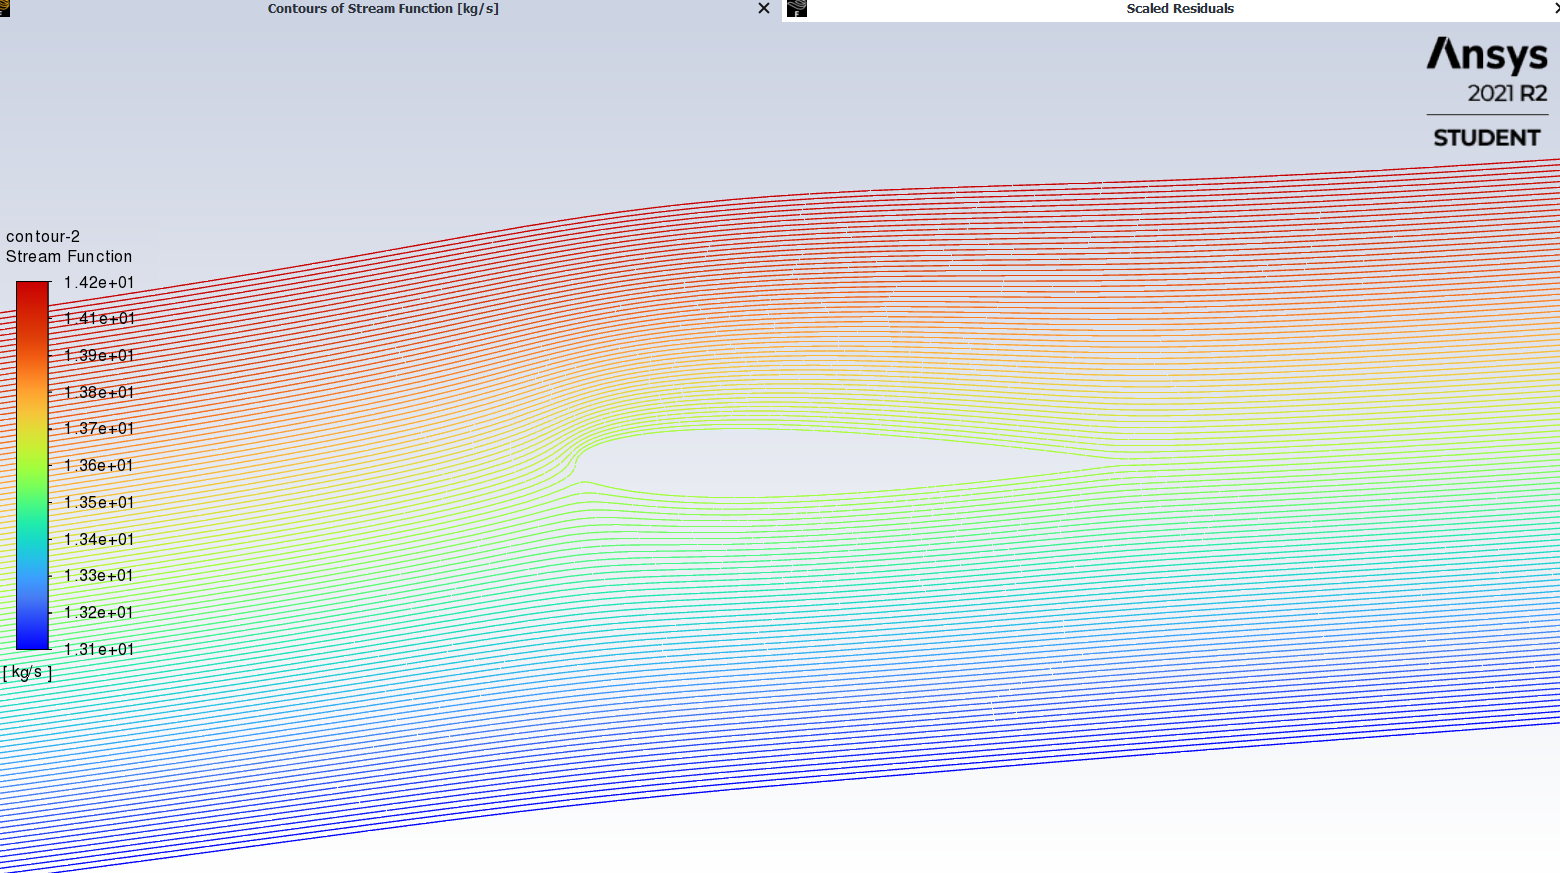 Contours of Stream Function [kg/s]
Scaled Residuals
Ansys
2021 R2
STUDENT
contour-2
Stream Function
1.42e+01
1.41e+01
1.39e+01
1.38e+01
1.37e+01
1.36e+01
1.35e+01
1.34e+01
1.33e+01
1.32e+01
1.31e+01
[ kg/s ]